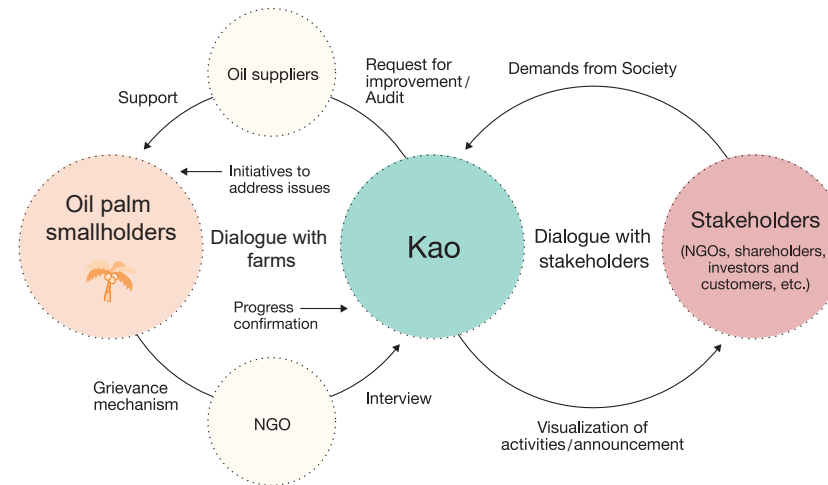 Oil suppliers
Request for
improvement/
Audit
Demands from Society
Support
Initiatives to
address issues
Oil palm
smallholders
Dialogue with
farms
Kao
Dialogue with
stakeholders
Stakeholders
(NGOs, shareholders,
investors and
customers, etc.)
Progress
confirmation
Grievance
mechanism
NGO
Interview
Visualization of
activities/announcement